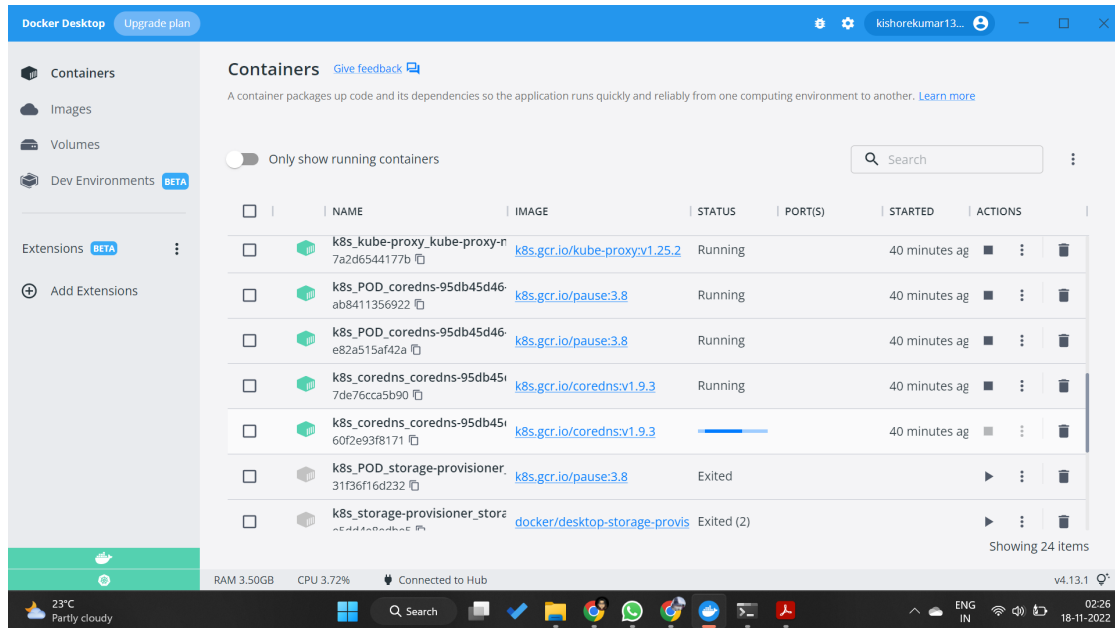 Docker Desktop Upgrade plan kishorekumar13...
Containers
Images
Volumes
Dev Environments BETA
Extensions BETA
Add Extensions
Containers Give feedback
A container packages up code and its dependencies so the application runs quickly and reliably from one computing environment to another. Learn more
Only show running containers Search
NAME IMAGE STATUS PORT(S) STARTED ACTIONS
k8s_kube-proxy_kube-proxy-n
7a2d6544177b
k8s.gcr.io/kube-proxy:v1.25.2 Running 40 minutes ag
k8s_POD_coredns-95db45d46-
ab8411356922
k8s.gcr.io/pause:3.8 Running 40 minutes ag
k8s_POD_coredns-95db45d46-
e82a515af42a
k8s.gcr.io/pause:3.8 Running 40 minutes ag
k8s_coredns_coredns-95db45d
7de76cca5b90
k8s.gcr.io/coredns:v1.9.3 Running 40 minutes ag
k8s_coredns_coredns-95db45d
60f2e93f8171
k8s.gcr.io/coredns:v1.9.3 40 minutes ag
k8s_POD_storage-provisioner_
31f36f16d232
k8s.gcr.io/pause:3.8 Exited
k8s_storage-provisioner_stora
docker/desktop-storage-provis Exited (2)
Showing 24 items
RAM 3.50GB CPU 3.72% Connected to Hub v4.13.1
23°C
Partly cloudy
Search
ENG
IN
02:26
18-11-2022